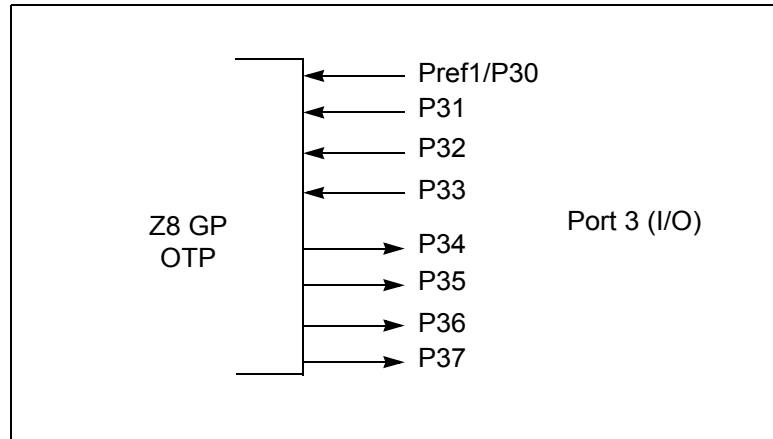 Pref1/P30
P31
P32
P33
Z8 GP
OTP
Port 3 (I/O)
P34
P35
P36
P37